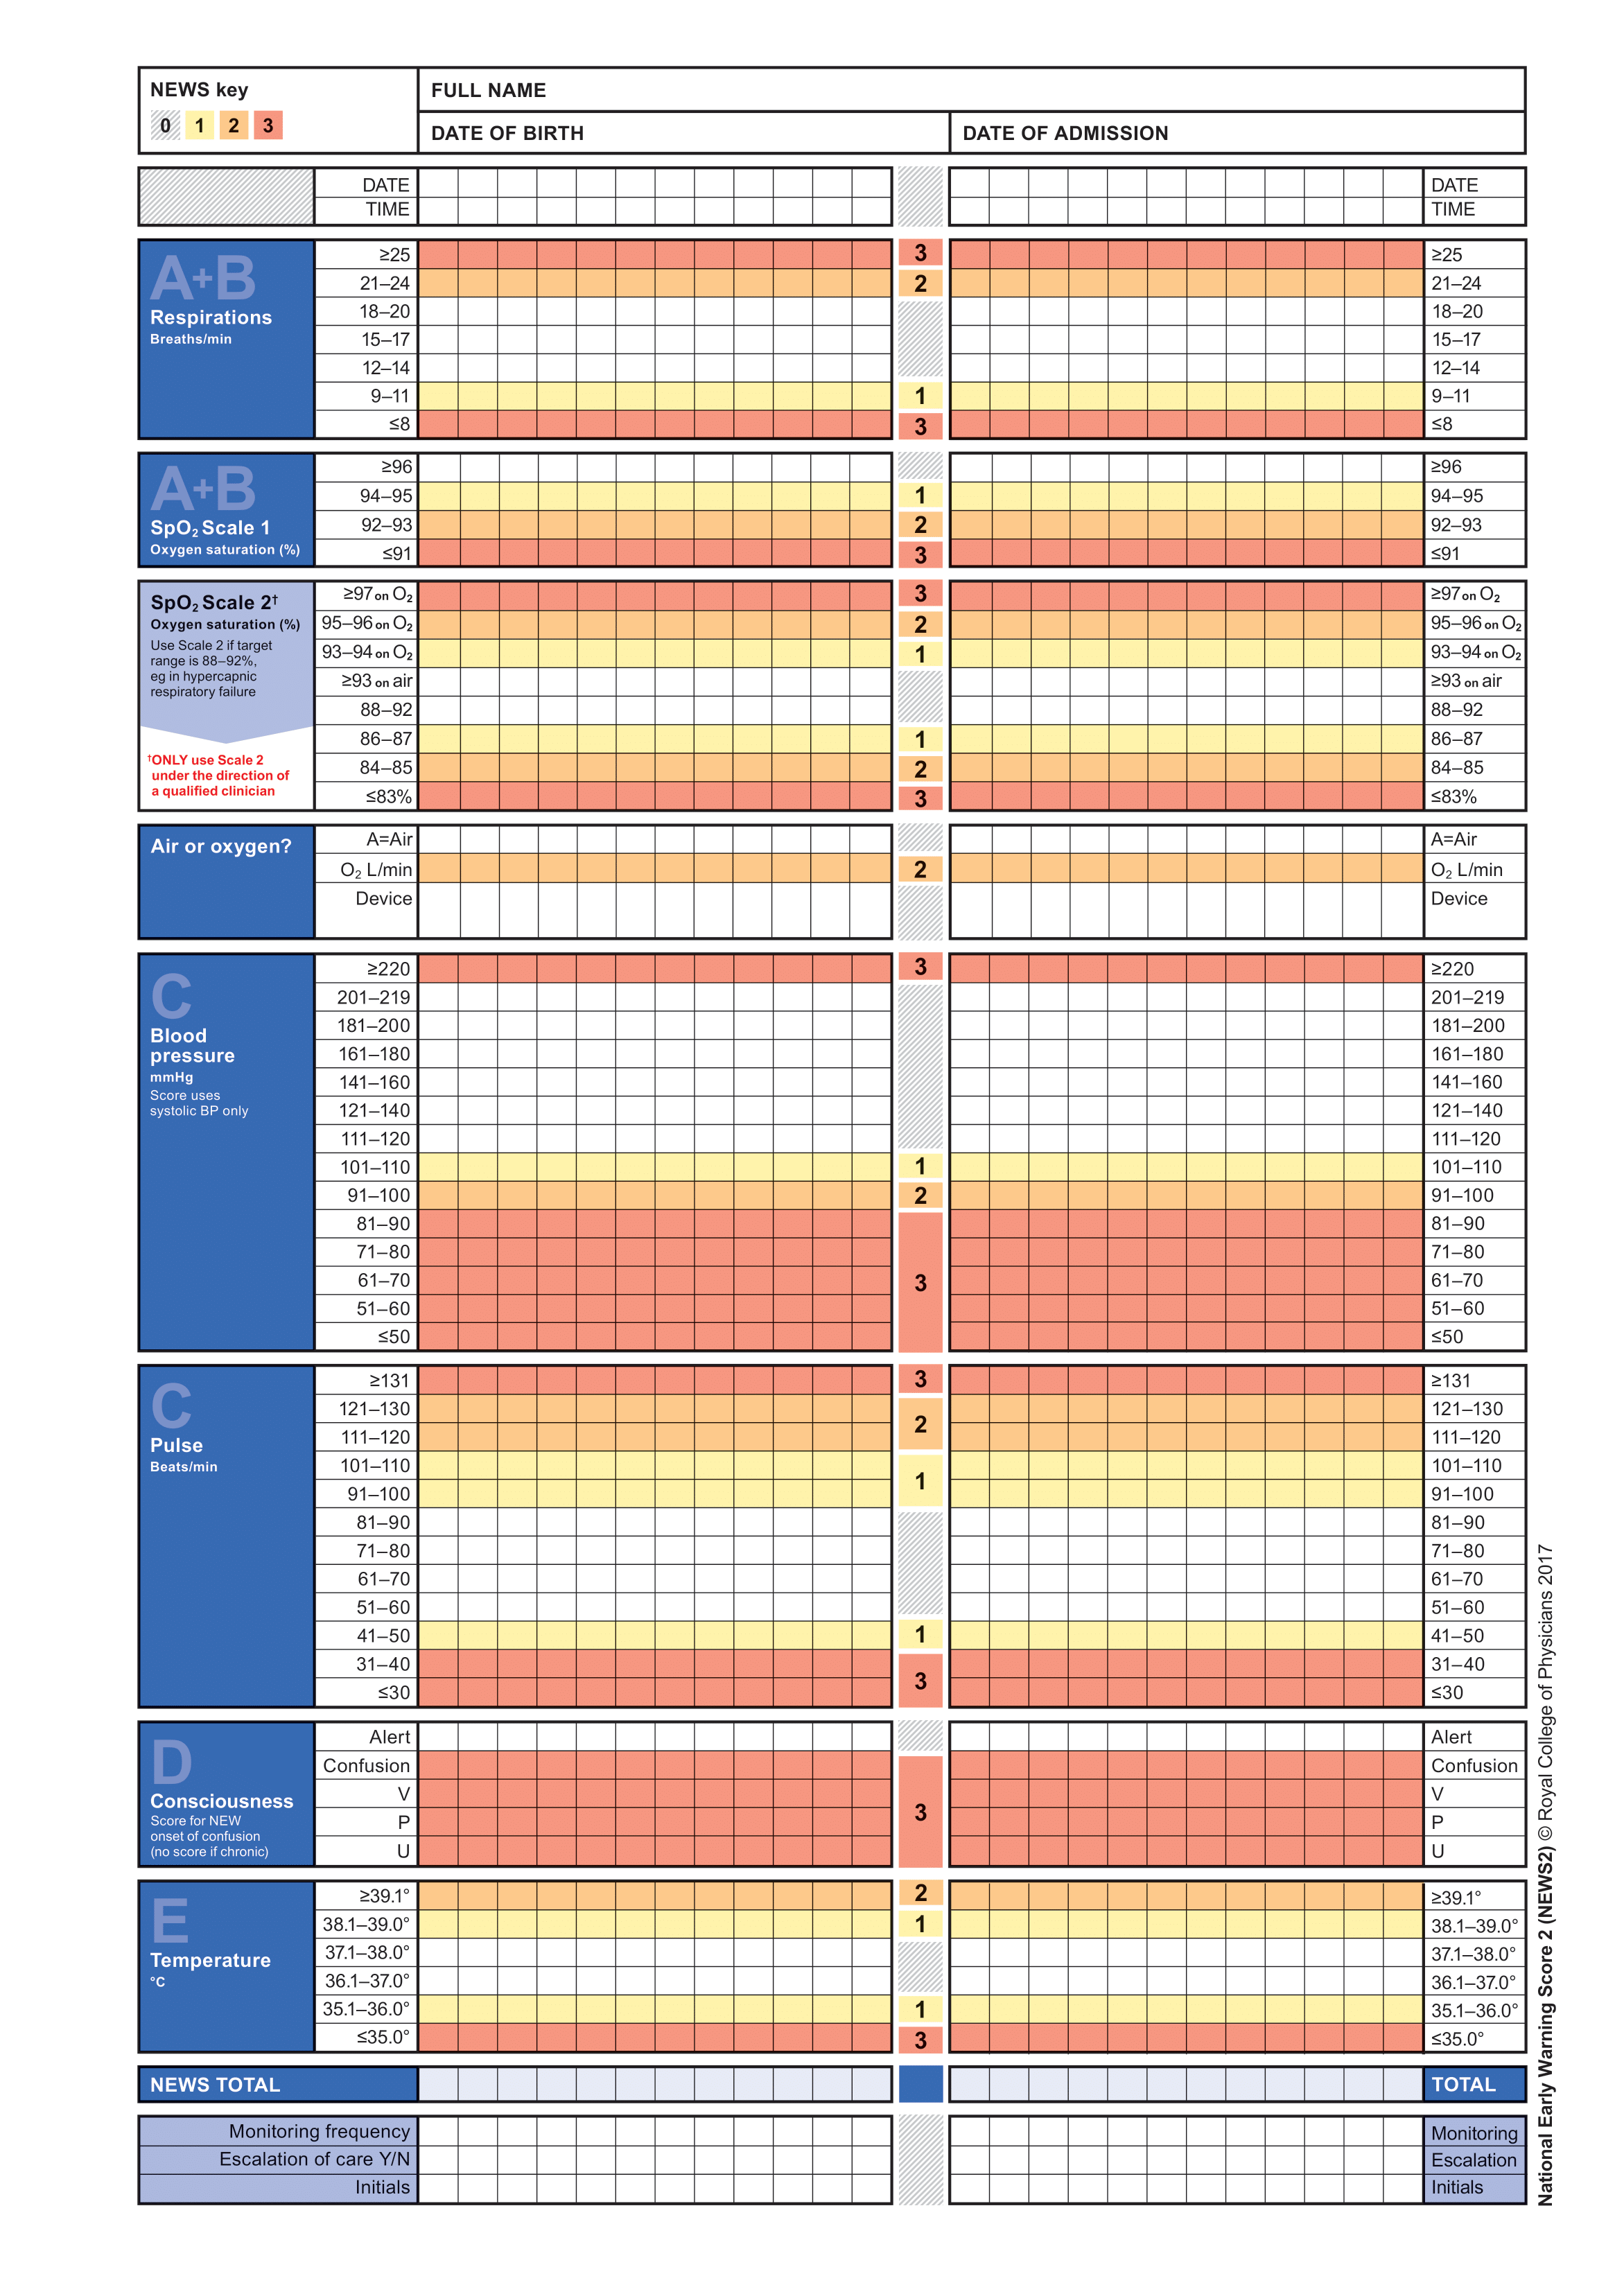 NEWS key
0 1 2 3
FULL NAME
DATE OF BIRTH
DATE OF ADMISSION
DATE DATE
TIME TIME
A+B
Respirations
Breaths/min
≥25 3 ≥25
21–24 2 21–24
18–20 18–20
15–17 15–17
12–14 12–14
9–11 1 9–11
≤8 3 ≤8
A+B
SpO₂ Scale 1
Oxygen saturation (%)
≥96 ≥96
94–95 1 94–95
92–93 2 92–93
≤91 3 ≤91
SpO₂ Scale 2†
Oxygen saturation (%)
Use Scale 2 if target
range is 88–92%,
eg in hypercapnic
respiratory failure
†ONLY use Scale 2
under the direction of
a qualified clinician
≥97 on O₂ 3 ≥97 on O₂
95–96 on O₂ 2 95–96 on O₂
93–94 on O₂ 1 93–94 on O₂
≥93 on air ≥93 on air
88–92 88–92
86–87 1 86–87
84–85 2 84–85
≤83% 3 ≤83%
Air or oxygen?
A=Air A=Air
O₂ L/min 2 O₂ L/min
Device Device
C
Blood
pressure
mmHg
Score uses
systolic BP only
≥220 3 ≥220
201–219 201–219
181–200 181–200
161–180 161–180
141–160 141–160
121–140 121–140
111–120 111–120
101–110 1 101–110
91–100 2 91–100
81–90 81–90
71–80 71–80
61–70 3 61–70
51–60 51–60
≤50 ≤50
C
Pulse
Beats/min
≥131 3 ≥131
121–130 2 121–130
111–120 111–120
101–110 1 101–110
91–100 91–100
81–90 81–90
71–80 71–80
61–70 61–70
51–60 51–60
41–50 1 41–50
31–40 3 31–40
≤30 ≤30
D
Consciousness
Score for NEW
onset of confusion
(no score if chronic)
Alert Alert
Confusion Confusion
V V
P 3 P
U U
E
Temperature
°C
≥39.1° 2 ≥39.1°
38.1–39.0° 1 38.1–39.0°
37.1–38.0° 37.1–38.0°
36.1–37.0° 36.1–37.0°
35.1–36.0° 1 35.1–36.0°
≤35.0° 3 ≤35.0°
NEWS TOTAL TOTAL
Monitoring frequency Monitoring
Escalation of care Y/N Escalation
Initials Initials
National Early Warning Score 2 (NEWS2) © Royal College of Physicians 2017